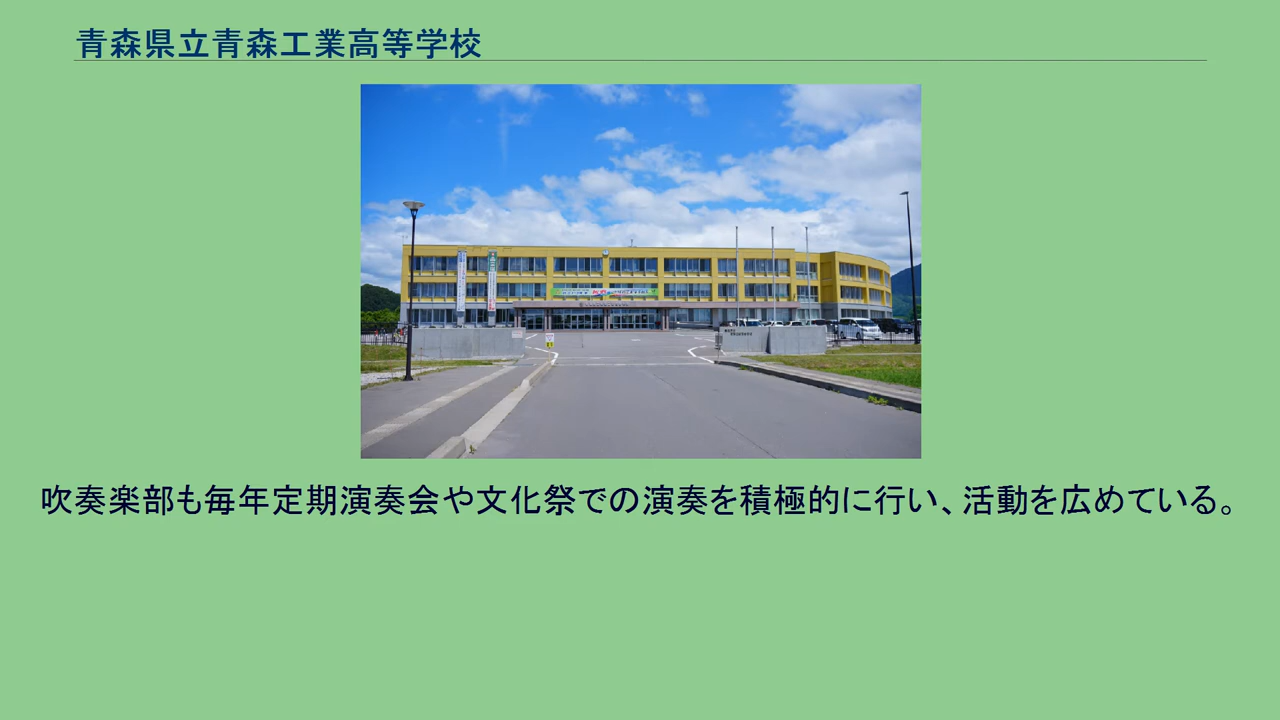 青森県立青森工業高等学校
吹奏楽部も毎年定期演奏会や文化祭での演奏を積極的に行い、活動を広めている。